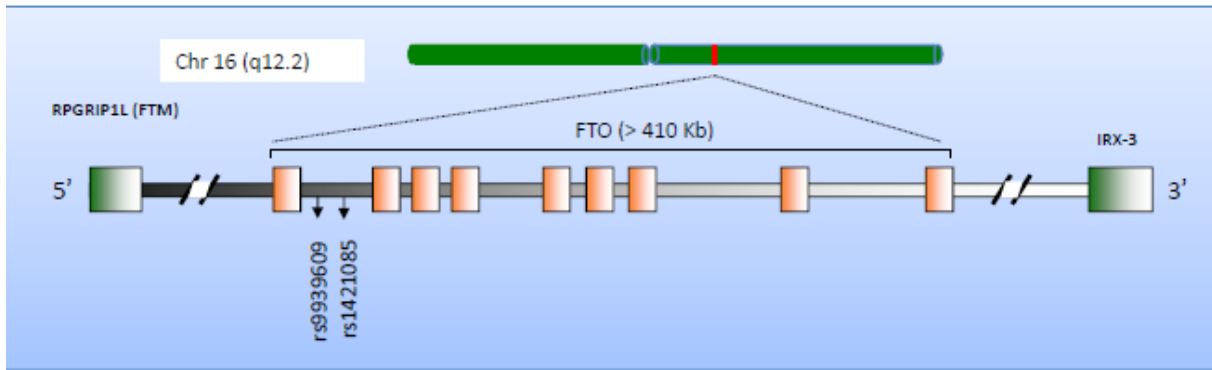 Chr 16 (q12.2)
RPGRIP1L (FTM)
FTO (> 410 Kb)
IRX-3
5’
3’
rs9939609
rs1421085